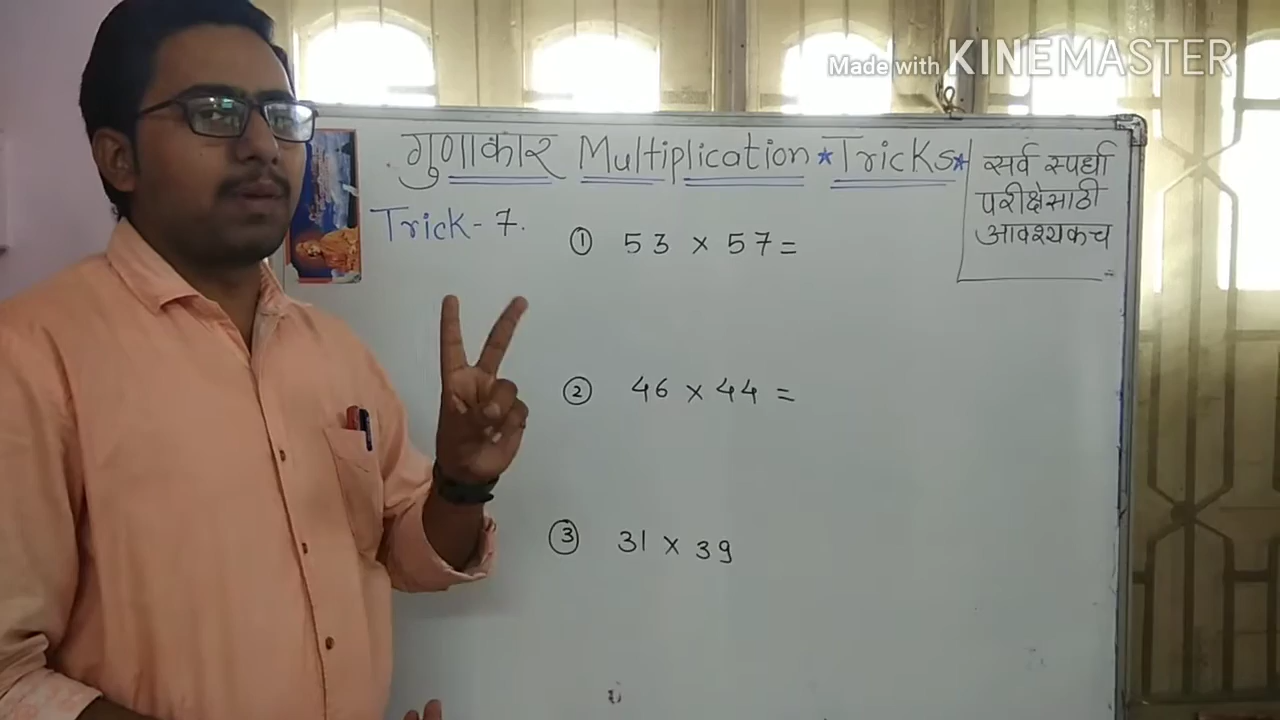 Made with KINEMASTER
गुणाकार Multiplication ★Tricks★
सर्व स्पर्धा
परीक्षेसाठी
आवश्यकच
Trick - 7.
① 53 × 57 =
② 46 × 44 =
③ 31 × 39